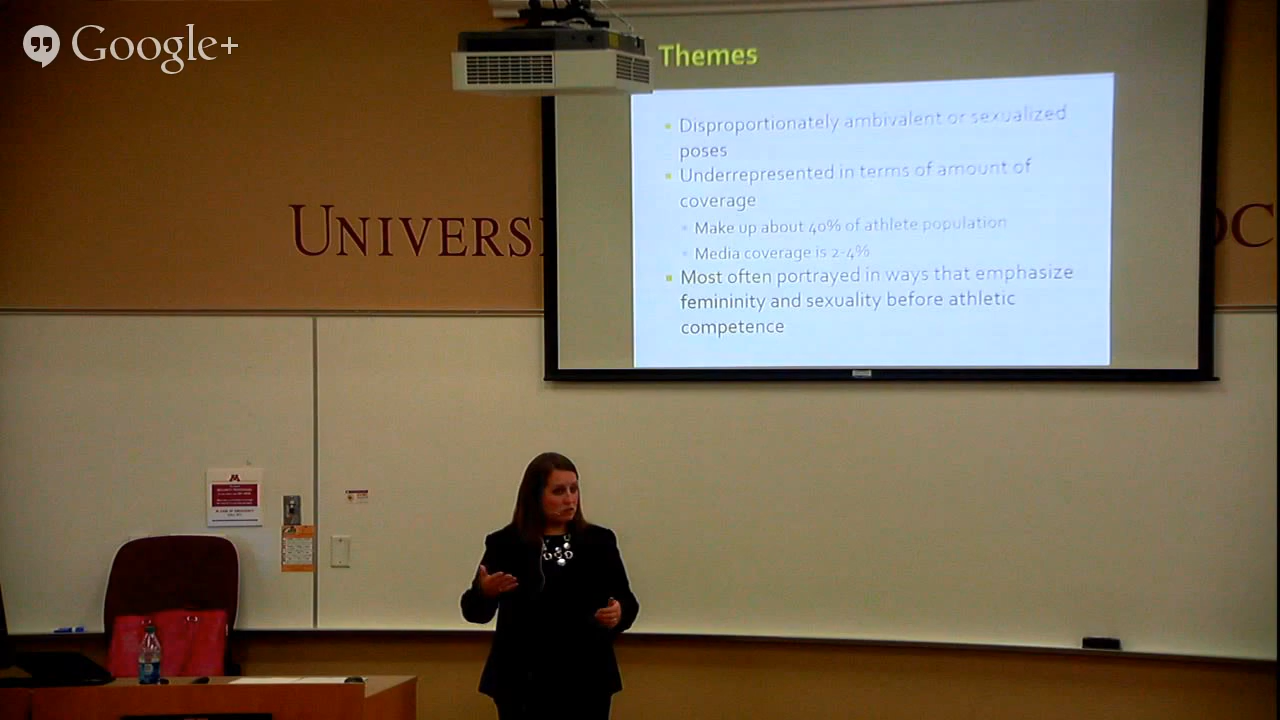 Google+
Themes
Disproportionately ambivalent or sexualized
poses
Underrepresented in terms of amount of
coverage
Make up about 40% of athlete population
Media coverage is 2-4%
Most often portrayed in ways that emphasize
femininity and sexuality before athletic
competence
UNIVERSI
OC
M